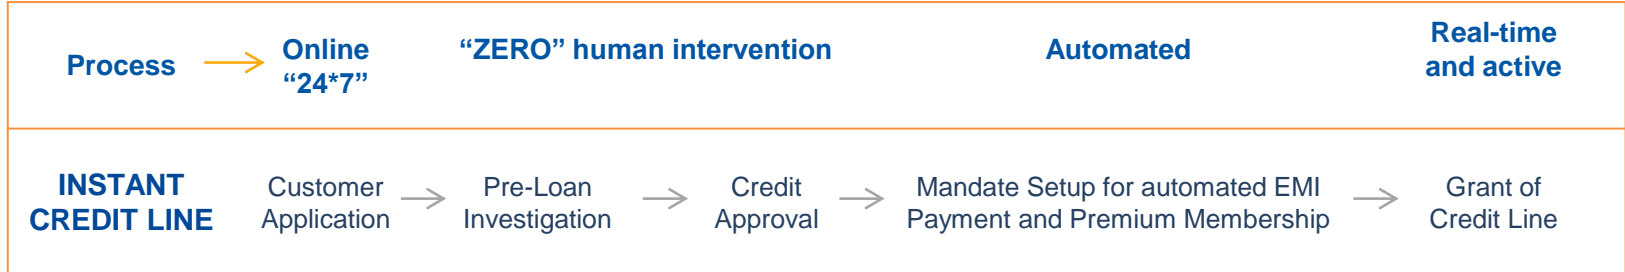 Process
Online
“24*7”
“ZERO” human intervention
Automated
Real-time
and active
INSTANT
CREDIT LINE
Customer
Application
Pre-Loan
Investigation
Credit
Approval
Mandate Setup for automated EMI
Payment and Premium Membership
Grant of
Credit Line